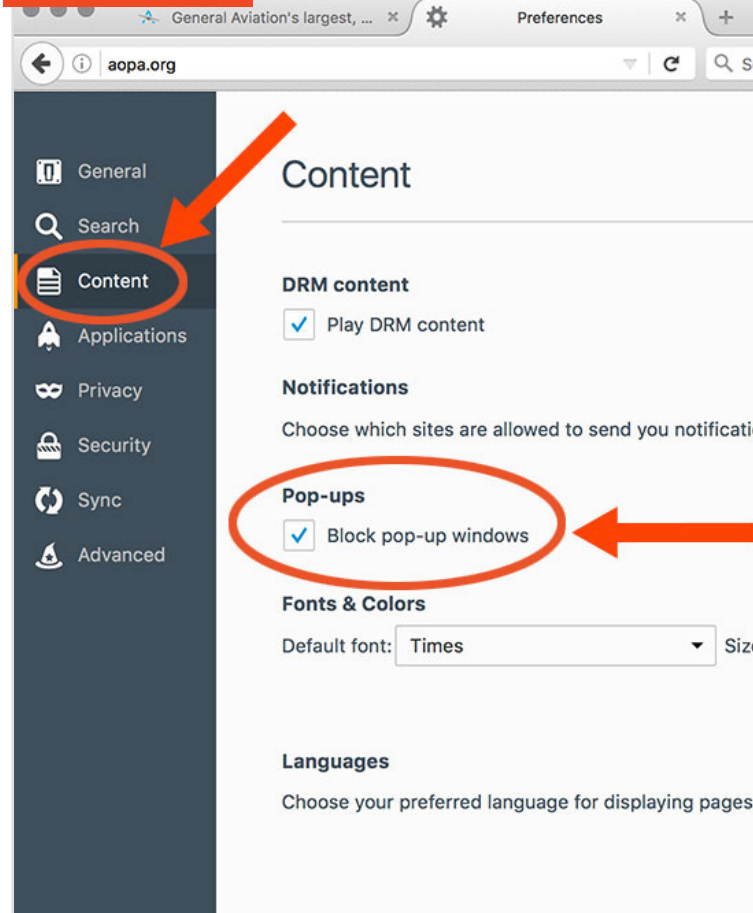 General Aviation's largest, ...
Preferences
aopa.org
General
Search
Content
Applications
Privacy
Security
Sync
Advanced
Content
DRM content
Play DRM content
Notifications
Choose which sites are allowed to send you
Pop-ups
Block pop-up windows
Fonts & Colors
Default font: Times
Languages
Choose your preferred language for displaying pages